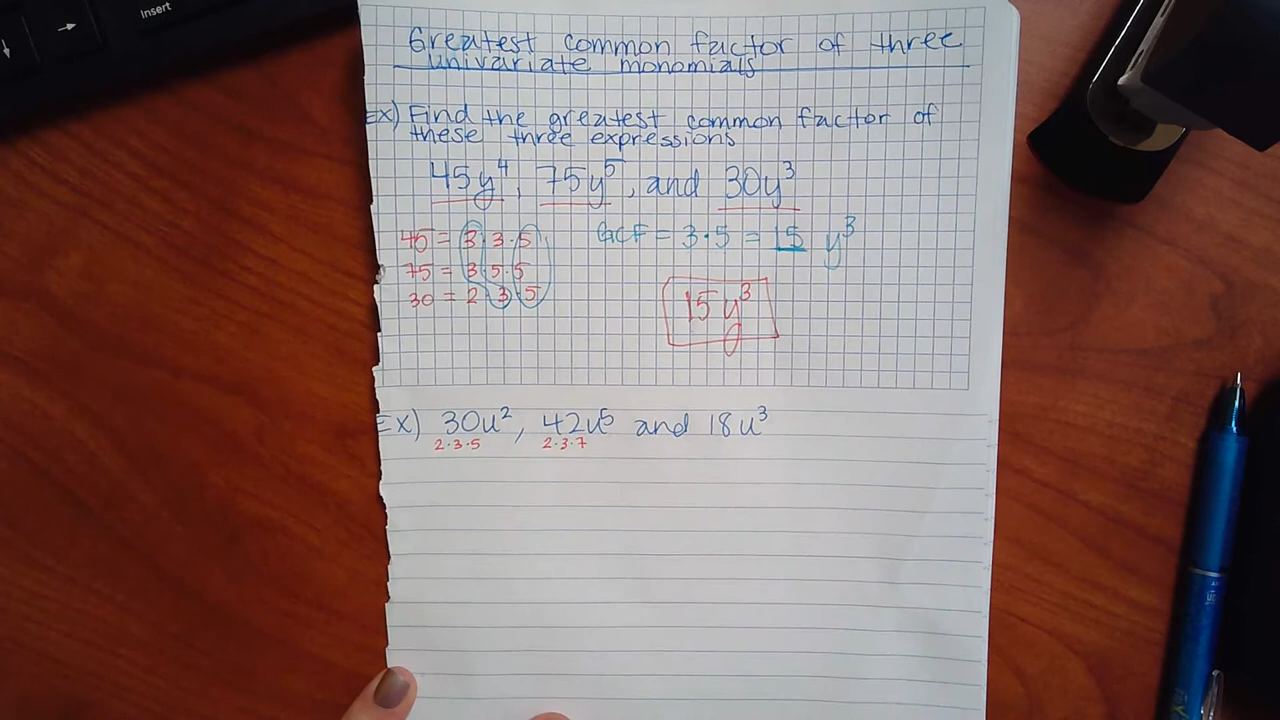 Insert
Greatest common factor of three
univariate monomials
EX) Find the greatest common factor of
these three expressions
45y⁴, 75y⁵, and 30y³
45 = 3·3·5 GCF = 3·5 = 15 y³
75 = 3·5·5
30 = 2·3·5
15y³
EX) 30u², 42u⁵ and 18u³
2·3·5 2·3·7